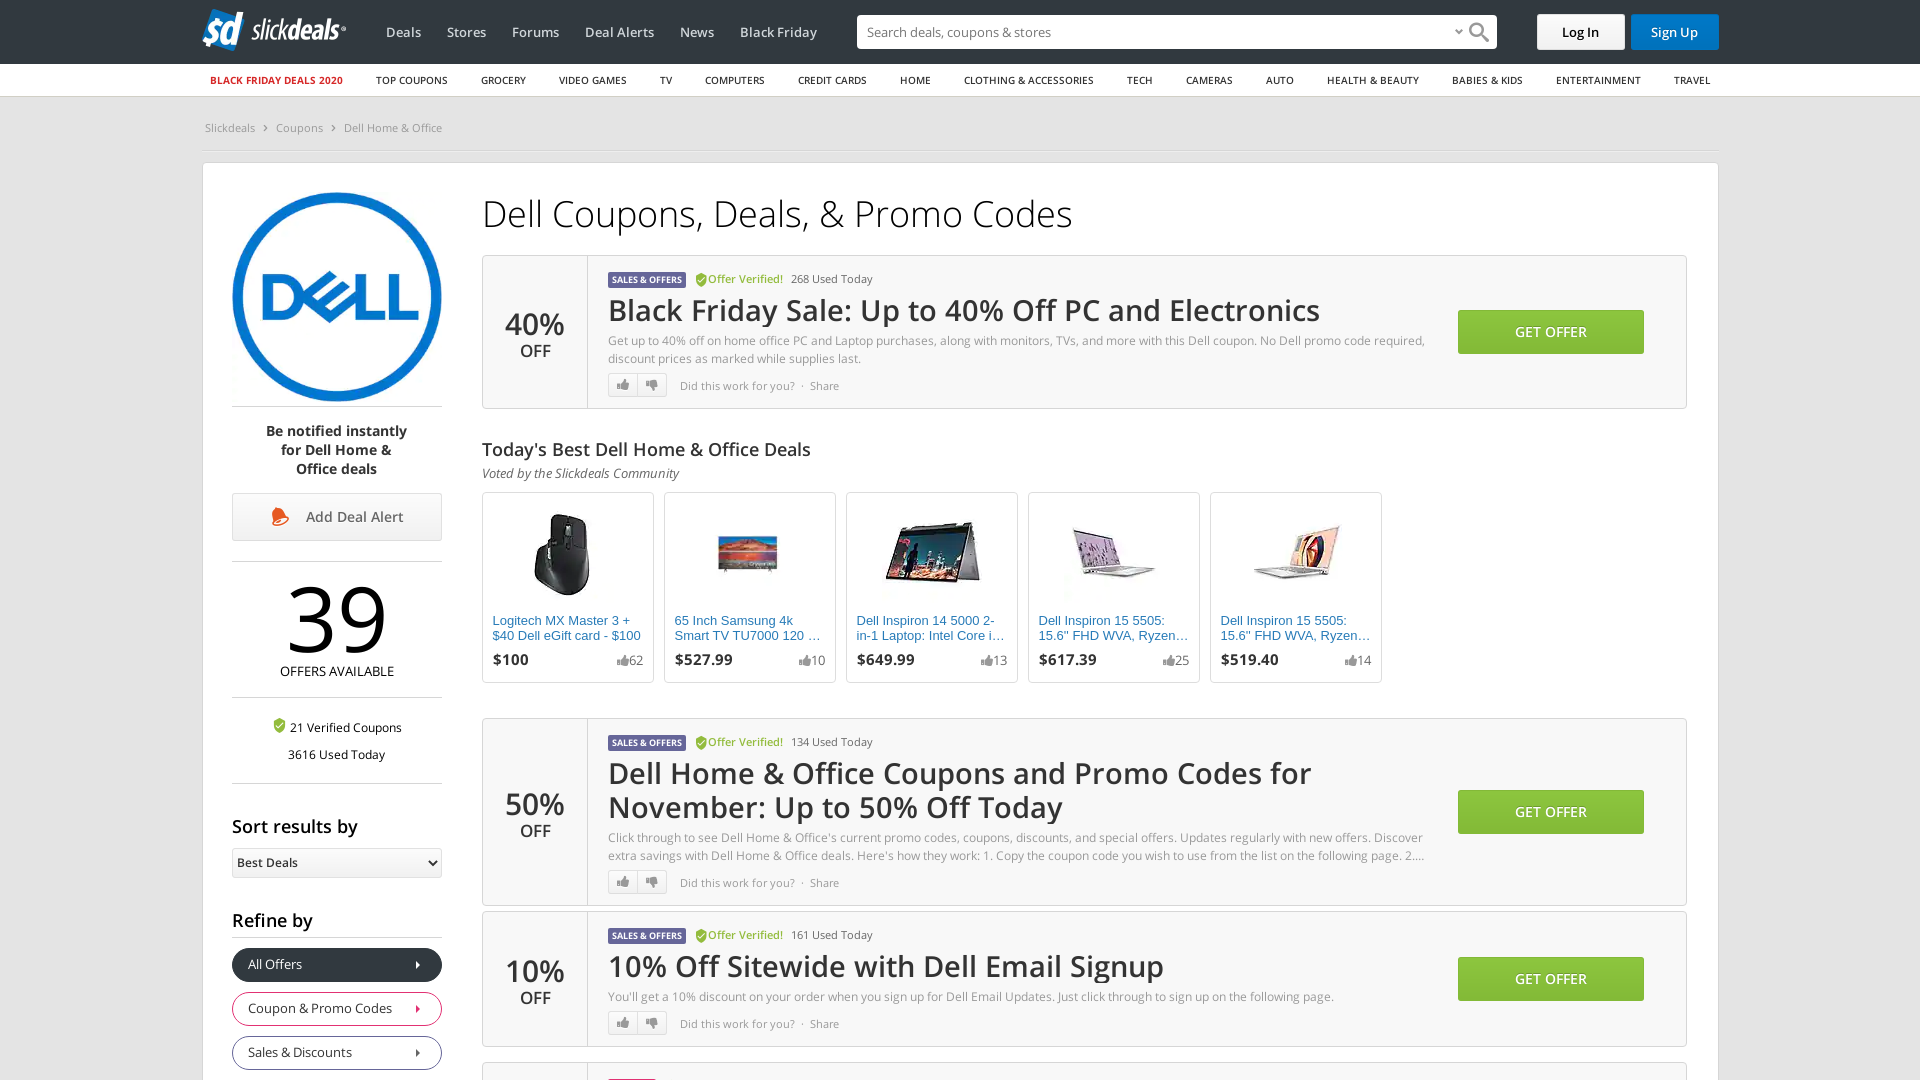 sd slickdeals
Deals Stores Forums Deal Alerts News Black Friday
Search deals, coupons & stores
Log In Sign Up
BLACK FRIDAY DEALS 2020 TOP COUPONS GROCERY VIDEO GAMES TV COMPUTERS CREDIT CARDS HOME CLOTHING & ACCESSORIES TECH CAMERAS AUTO HEALTH & BEAUTY BABIES & KIDS ENTERTAINMENT TRAVEL
Slickdeals > Coupons > Dell Home & Office
DELL
Be notified instantly
for Dell Home &
Office deals
Add Deal Alert
39
OFFERS AVAILABLE
21 Verified Coupons
3616 Used Today
Sort results by
Best Deals
Refine by
All Offers
Coupon & Promo Codes
Sales & Discounts
Dell Coupons, Deals, & Promo Codes
40%
OFF
SALES & OFFERS Offer Verified! 268 Used Today
Black Friday Sale: Up to 40% Off PC and Electronics
Get up to 40% off on home office PC and Laptop purchases, along with monitors, TVs, and more with this Dell coupon. No Dell promo code required,
discount prices as marked while supplies last.
Did this work for you? · Share
GET OFFER
Today's Best Dell Home & Office Deals
Voted by the Slickdeals Community
Logitech MX Master 3 +
$40 Dell eGift card - $100
$100 62
65 Inch Samsung 4k
Smart TV TU7000 120 …
$527.99 10
Dell Inspiron 14 5000 2-
in-1 Laptop: Intel Core i…
$649.99 13
Dell Inspiron 15 5505:
15.6'' FHD WVA, Ryzen…
$617.39 25
Dell Inspiron 15 5505:
15.6" FHD WVA, Ryzen…
$519.40 14
50%
OFF
SALES & OFFERS Offer Verified! 134 Used Today
Dell Home & Office Coupons and Promo Codes for
November: Up to 50% Off Today
Click through to see Dell Home & Office's current promo codes, coupons, discounts, and special offers. Updates regularly with new offers. Discover
extra savings with Dell Home & Office deals. Here's how they work: 1. Copy the coupon code you wish to use from the list on the following page. 2....
Did this work for you? · Share
GET OFFER
10%
OFF
SALES & OFFERS Offer Verified! 161 Used Today
10% Off Sitewide with Dell Email Signup
You'll get a 10% discount on your order when you sign up for Dell Email Updates. Just click through to sign up on the following page.
Did this work for you? · Share
GET OFFER